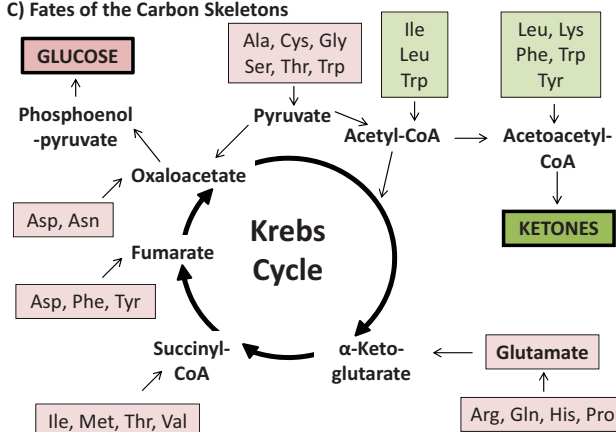 C) Fates of the Carbon Skeletons
GLUCOSE
Ala, Cys, Gly
Ser, Thr, Trp
Ile
Leu
Trp
Leu, Lys
Phe, Trp
Tyr
Phosphoenol
-pyruvate
Pyruvate
Acetyl-CoA
Acetoacetyl-
CoA
Oxaloacetate
Asp, Asn
KETONES
Krebs
Cycle
Fumarate
Asp, Phe, Tyr
Succinyl-
CoA
α-Keto-
glutarate
Glutamate
Ile, Met, Thr, Val
Arg, Gln, His, Pro